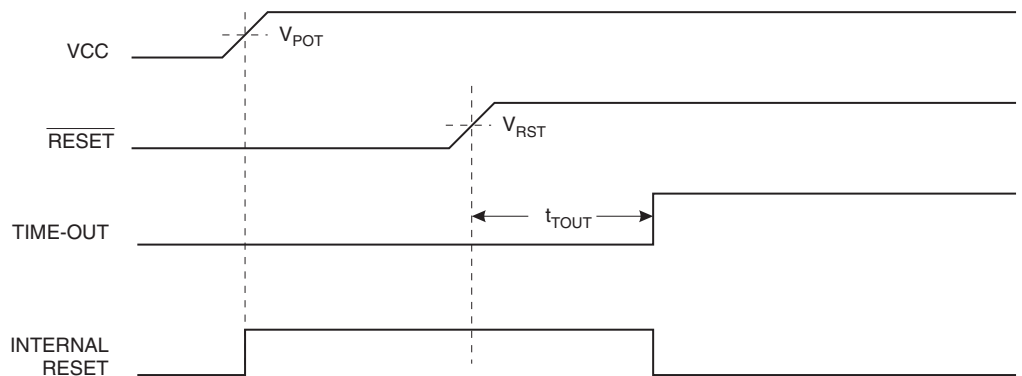 VCC
VPOT
RESET
VRST
tTOUT
TIME-OUT
INTERNAL
RESET